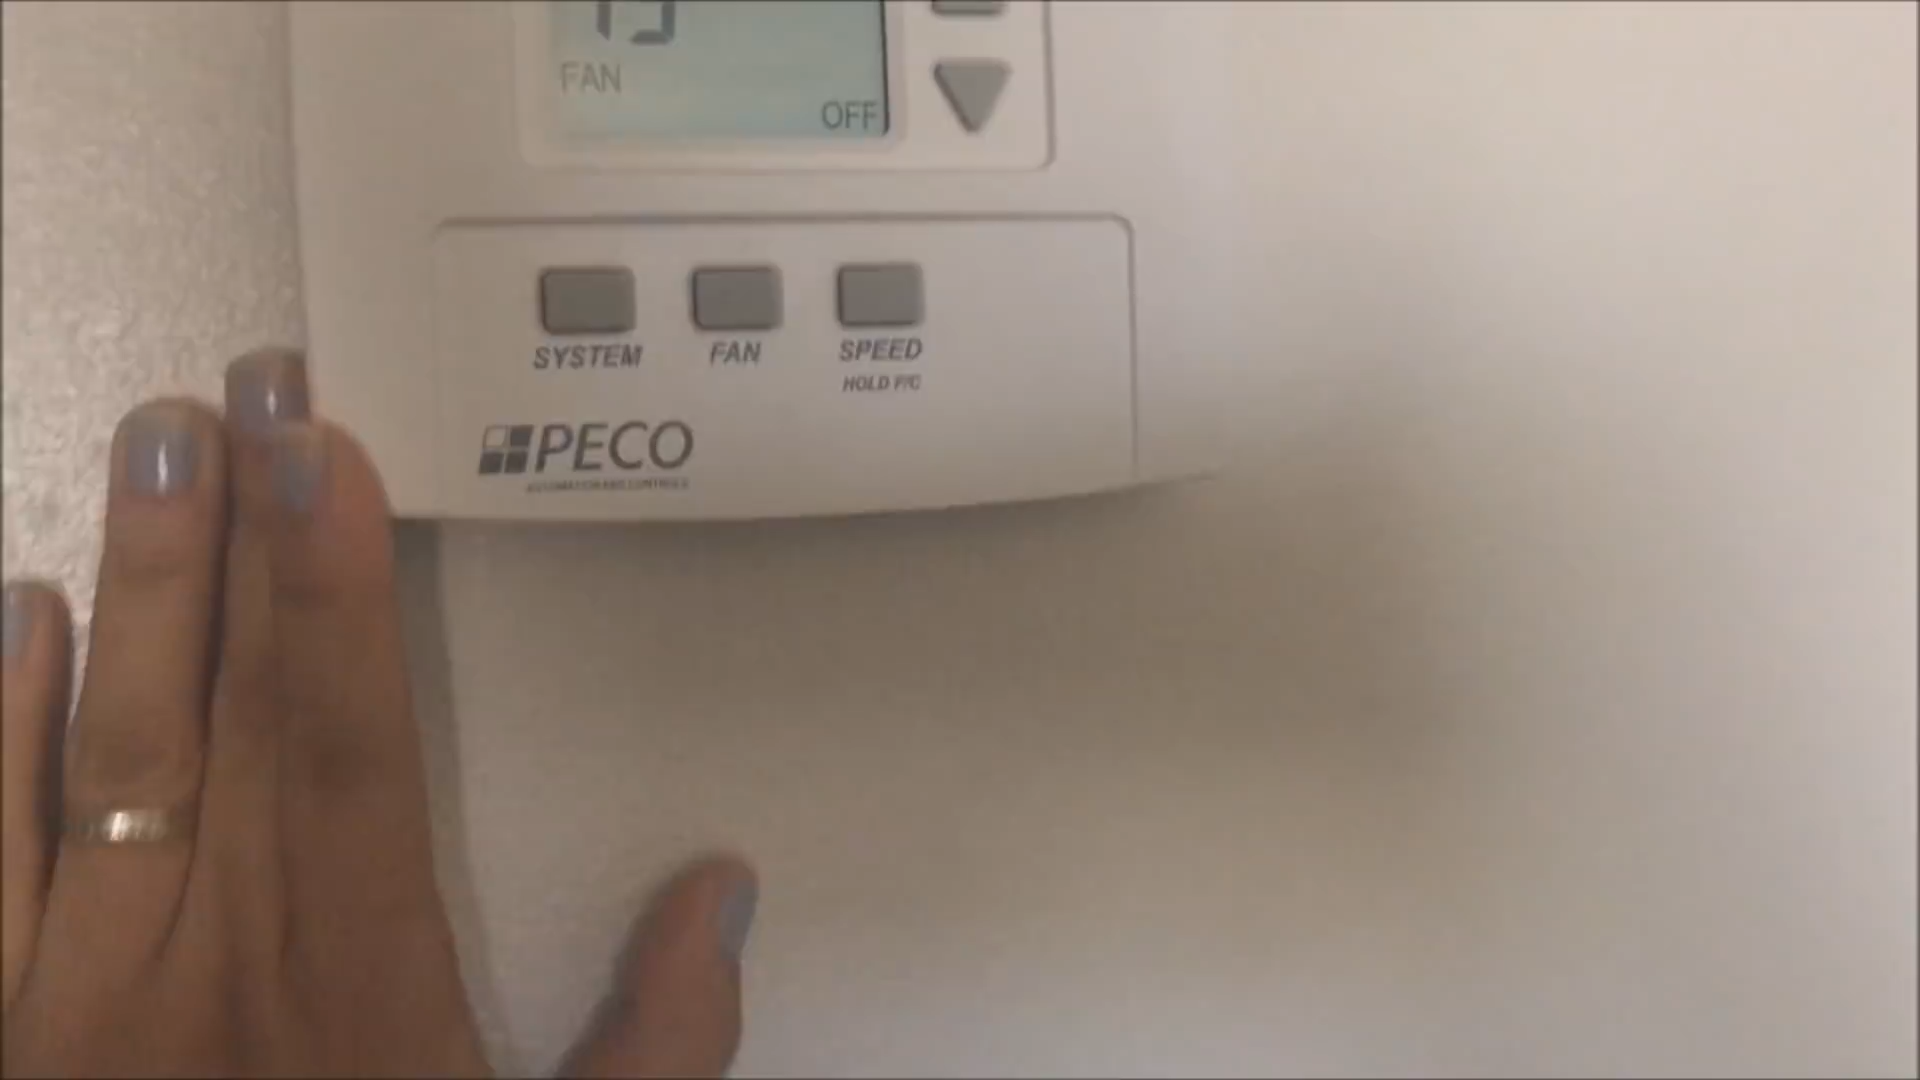 FAN
OFF
SYSTEM FAN SPEED
HOLD F/C
PECO